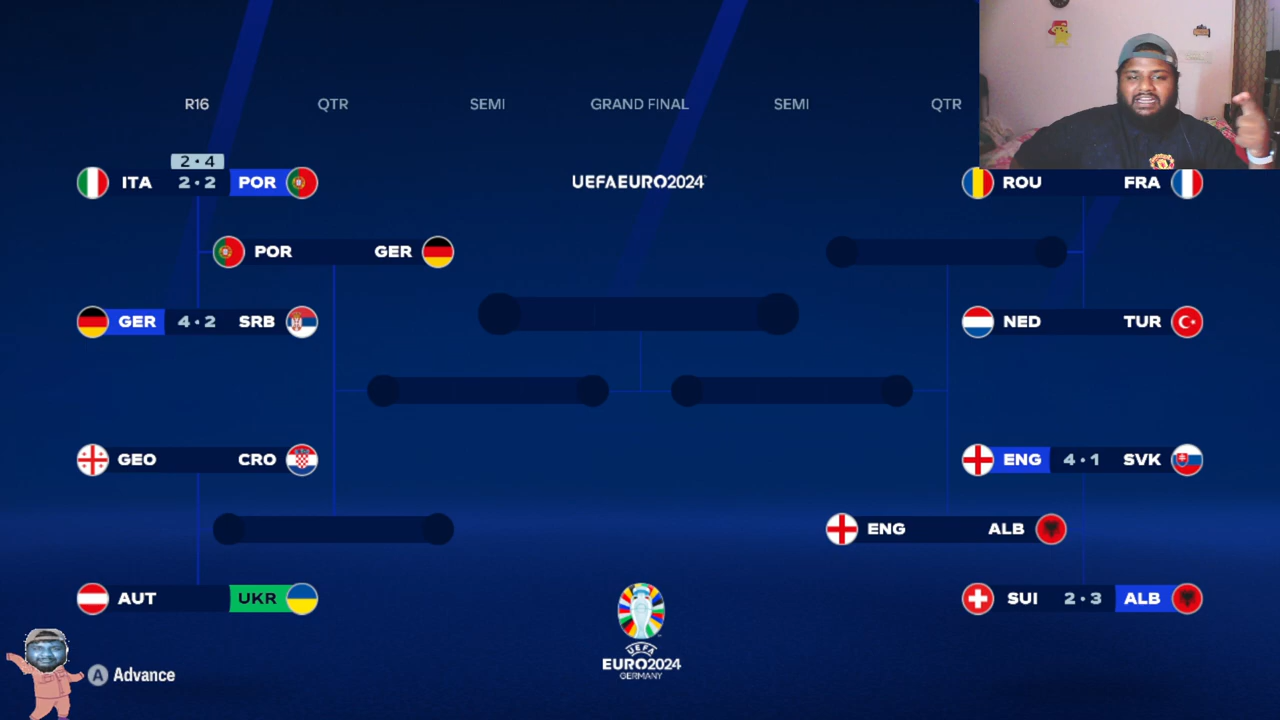 R16 QTR SEMI GRAND FINAL SEMI QTR
2 • 4
ITA 2 • 2 POR
UEFAEURO2024
ROU FRA
POR GER
GER 4 • 2 SRB
NED TUR
GEO CRO
ENG 4 • 1 SVK
ENG ALB
AUT UKR
SUI 2 • 3 ALB
UEFA
EURO2024
GERMANY
A Advance